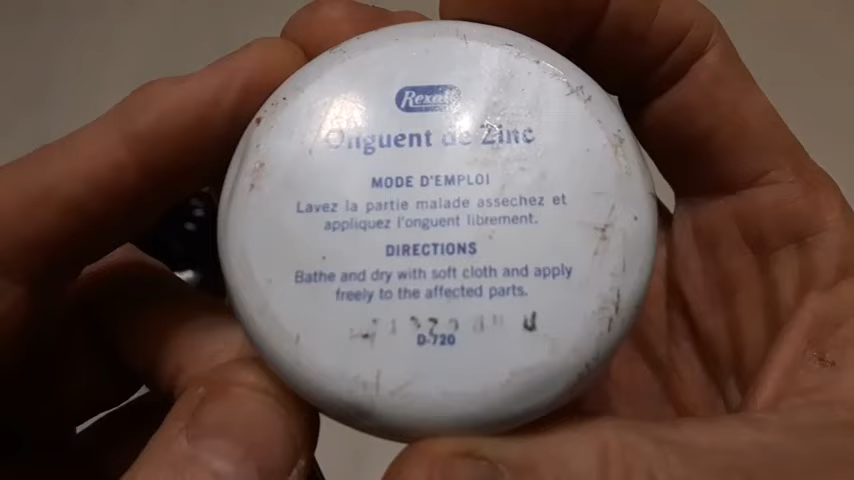 Rexall
Onguent de Zinc
MODE D'EMPLOI
Lavez la partie malade assechez et
appliquez l'onguent librement.
DIRECTIONS
Bathe and dry with soft cloth and apply
freely to the affected parts.
D-720